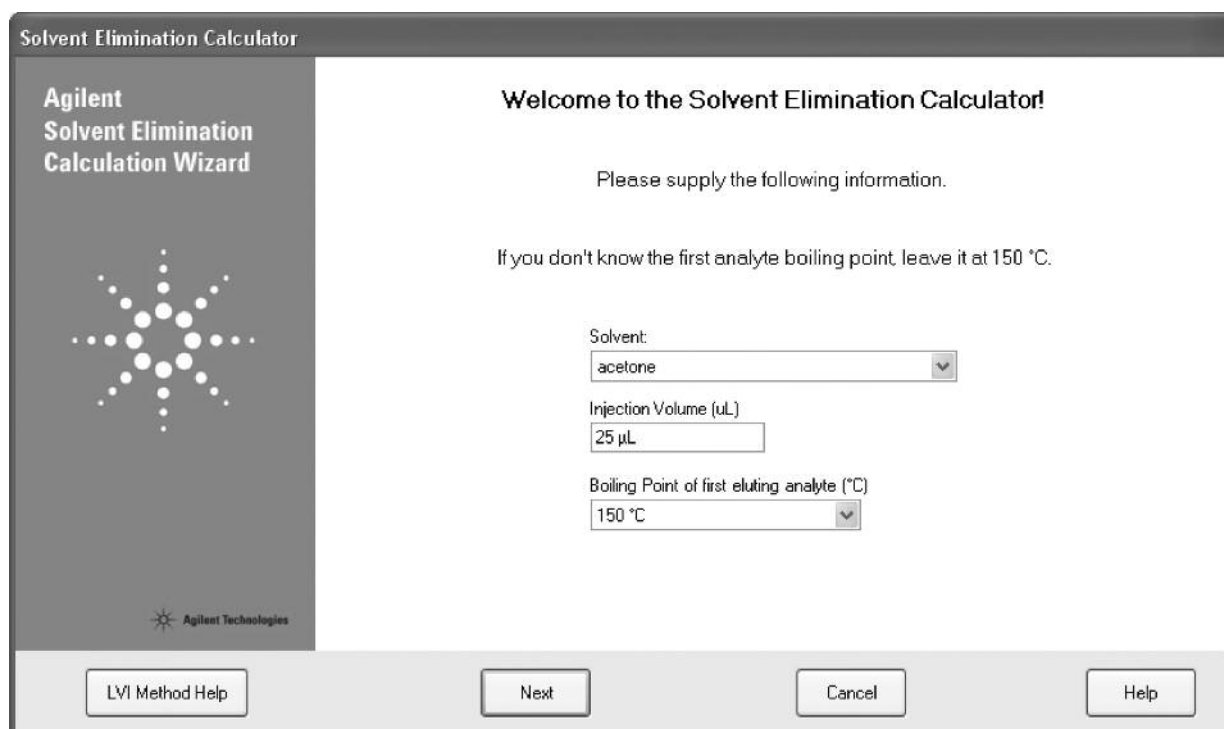 Solvent Elimination Calculator
Agilent
Solvent Elimination
Calculation Wizard
Agilent Technologies
Welcome to the Solvent Elimination Calculator!
Please supply the following information.
If you don't know the first analyte boiling point, leave it at 150 °C.
Solvent:
acetone
Injection Volume (uL)
25 µL
Boiling Point of first eluting analyte (°C)
150 °C
LVI Method Help
Next
Cancel
Help